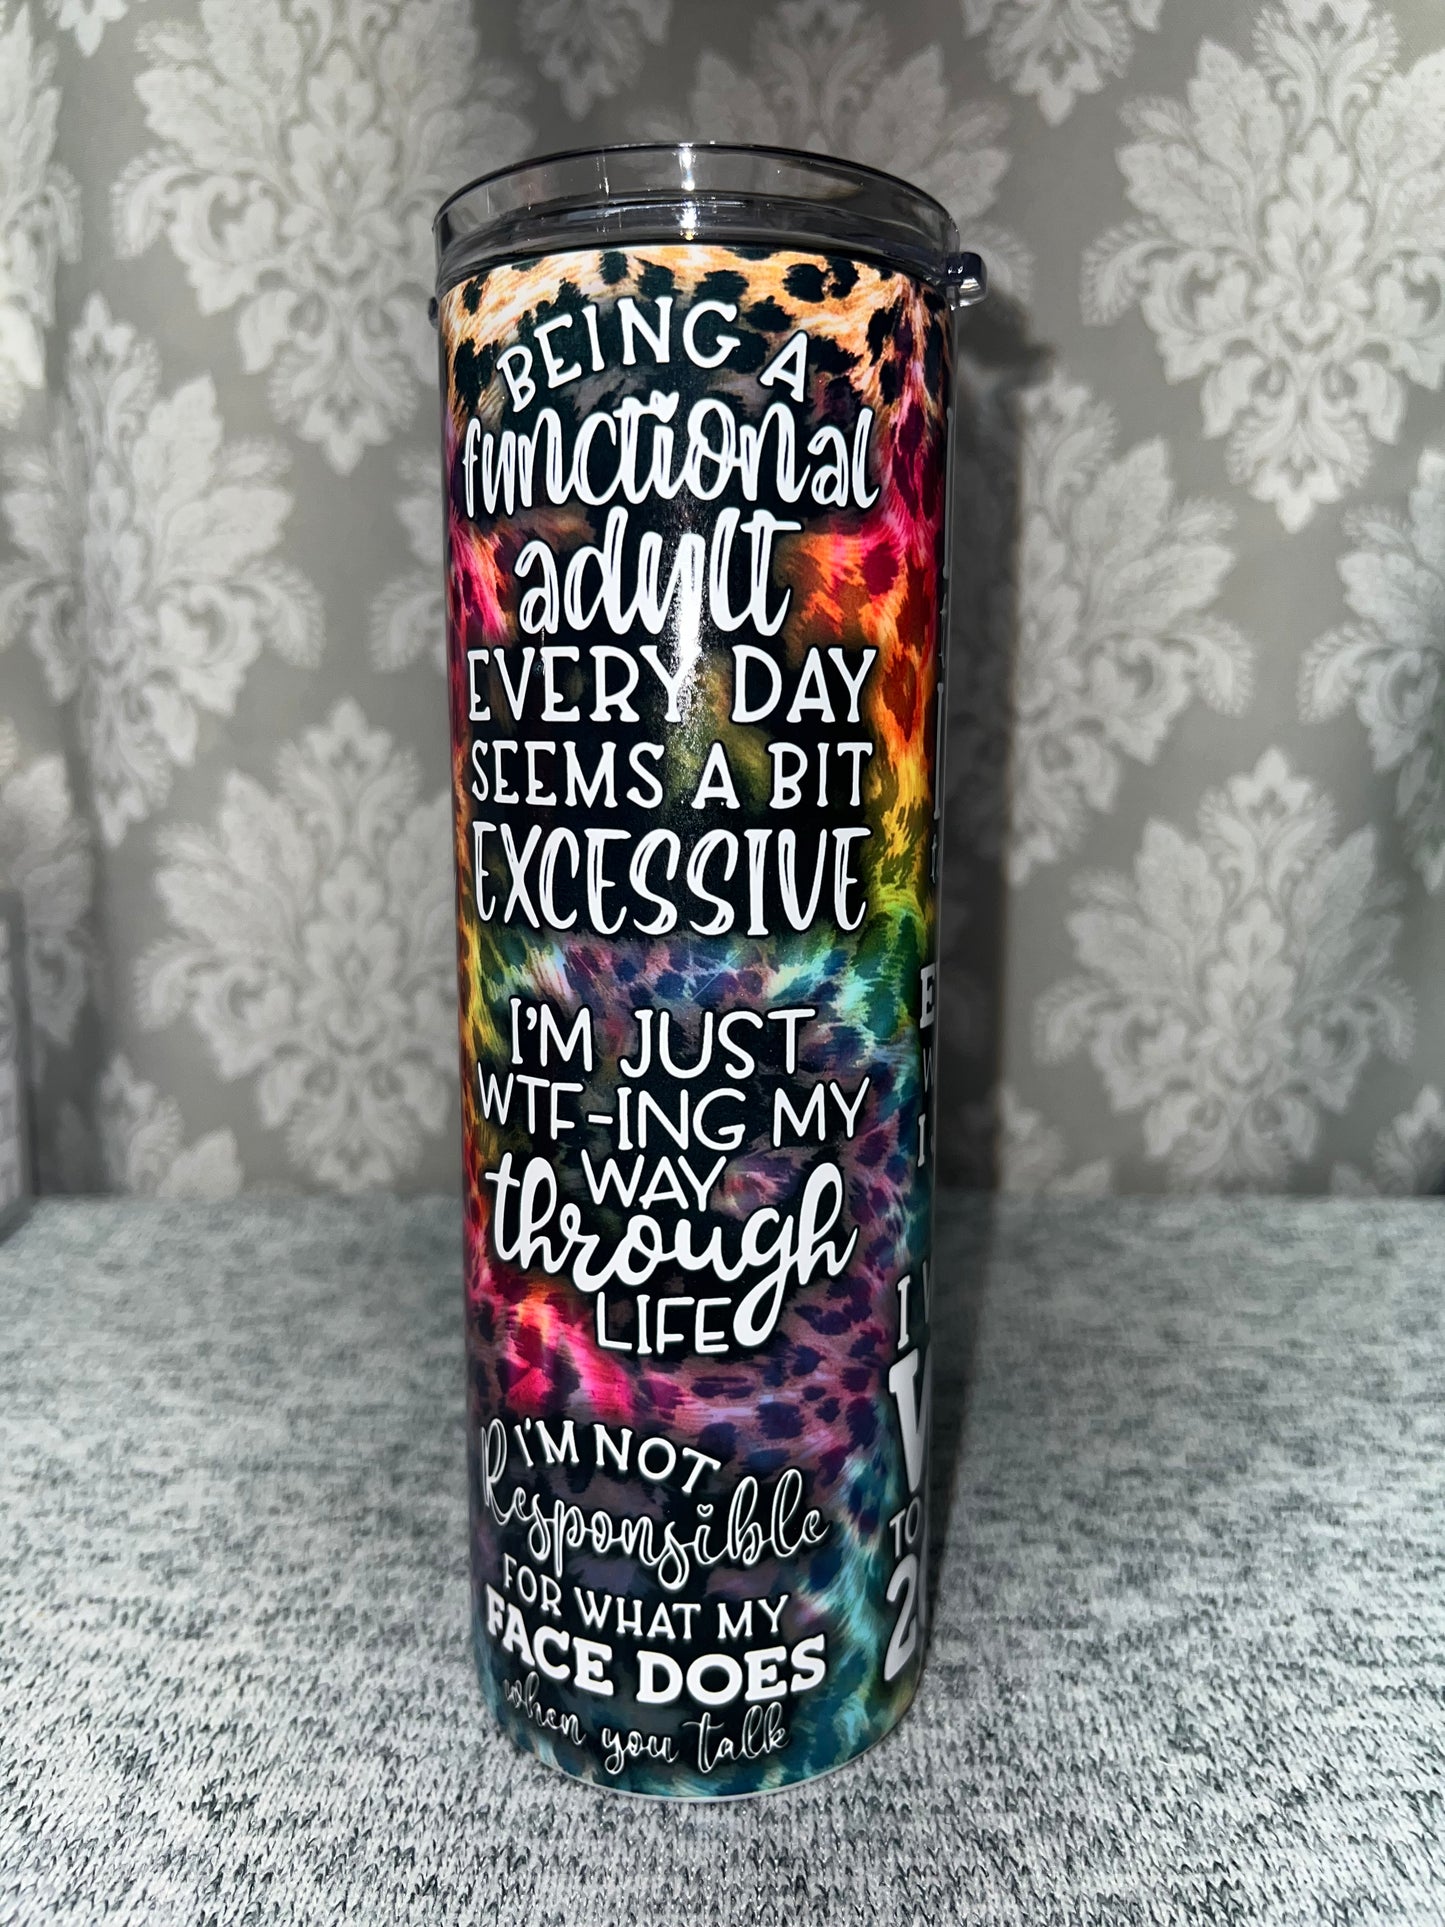 BEING A
functional
adult
EVERY DAY
SEEMS A BIT
EXCESSIVE
I'M JUST
WTF-ING MY
WAY
through
LIFE
I'M NOT
Responsible
FOR WHAT MY
FACE DOES
when you talk
I
I
TO